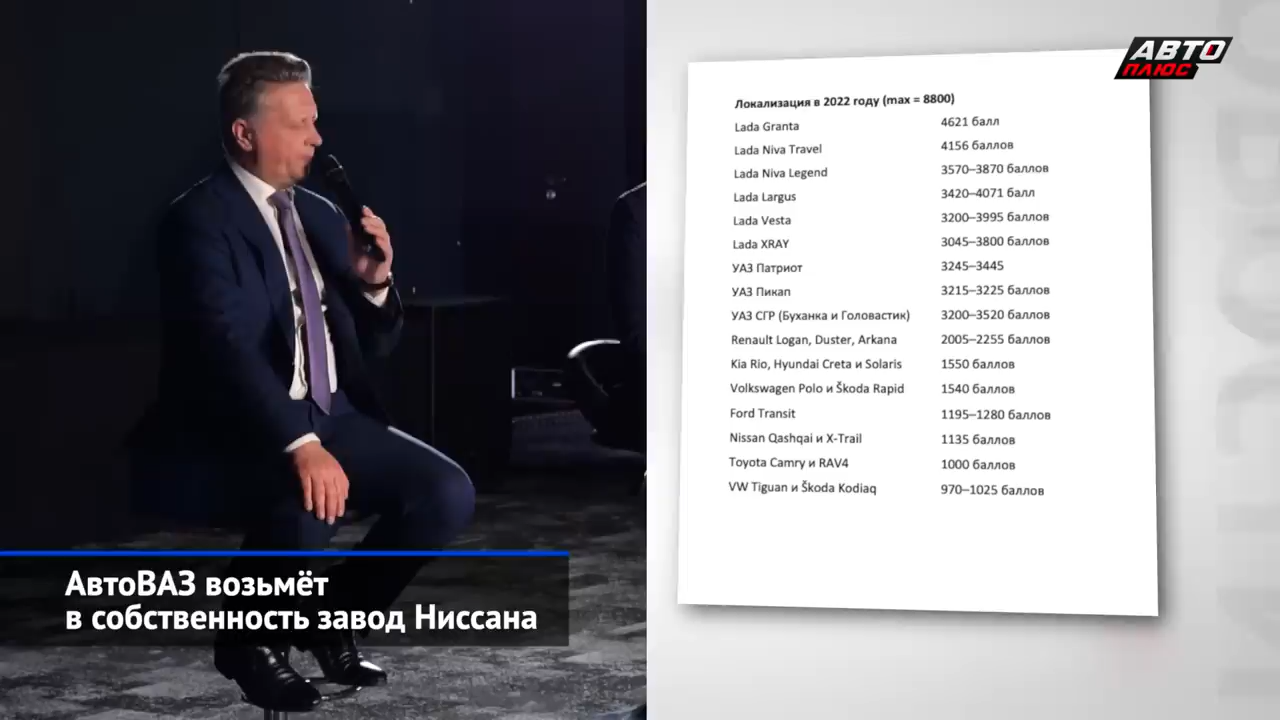 АВТО
ПЛЮС
Локализация в 2022 году (max = 8800)
Lada Granta 4621 балл
Lada Niva Travel 4156 баллов
Lada Niva Legend 3570–3870 баллов
Lada Largus 3420–4071 балл
Lada Vesta 3200–3995 баллов
Lada XRAY 3045–3800 баллов
УАЗ Патриот 3245–3445
УАЗ Пикап 3215–3225 баллов
УАЗ СГР (Буханка и Головастик) 3200–3520 баллов
Renault Logan, Duster, Arkana 2005–2255 баллов
Kia Rio, Hyundai Creta и Solaris 1550 баллов
Volkswagen Polo и Škoda Rapid 1540 баллов
Ford Transit 1195–1280 баллов
Nissan Qashqai и X-Trail 1135 баллов
Toyota Camry и RAV4 1000 баллов
VW Tiguan и Škoda Kodiaq 970–1025 баллов
АвтоВАЗ возьмёт
в собственность завод Ниссана